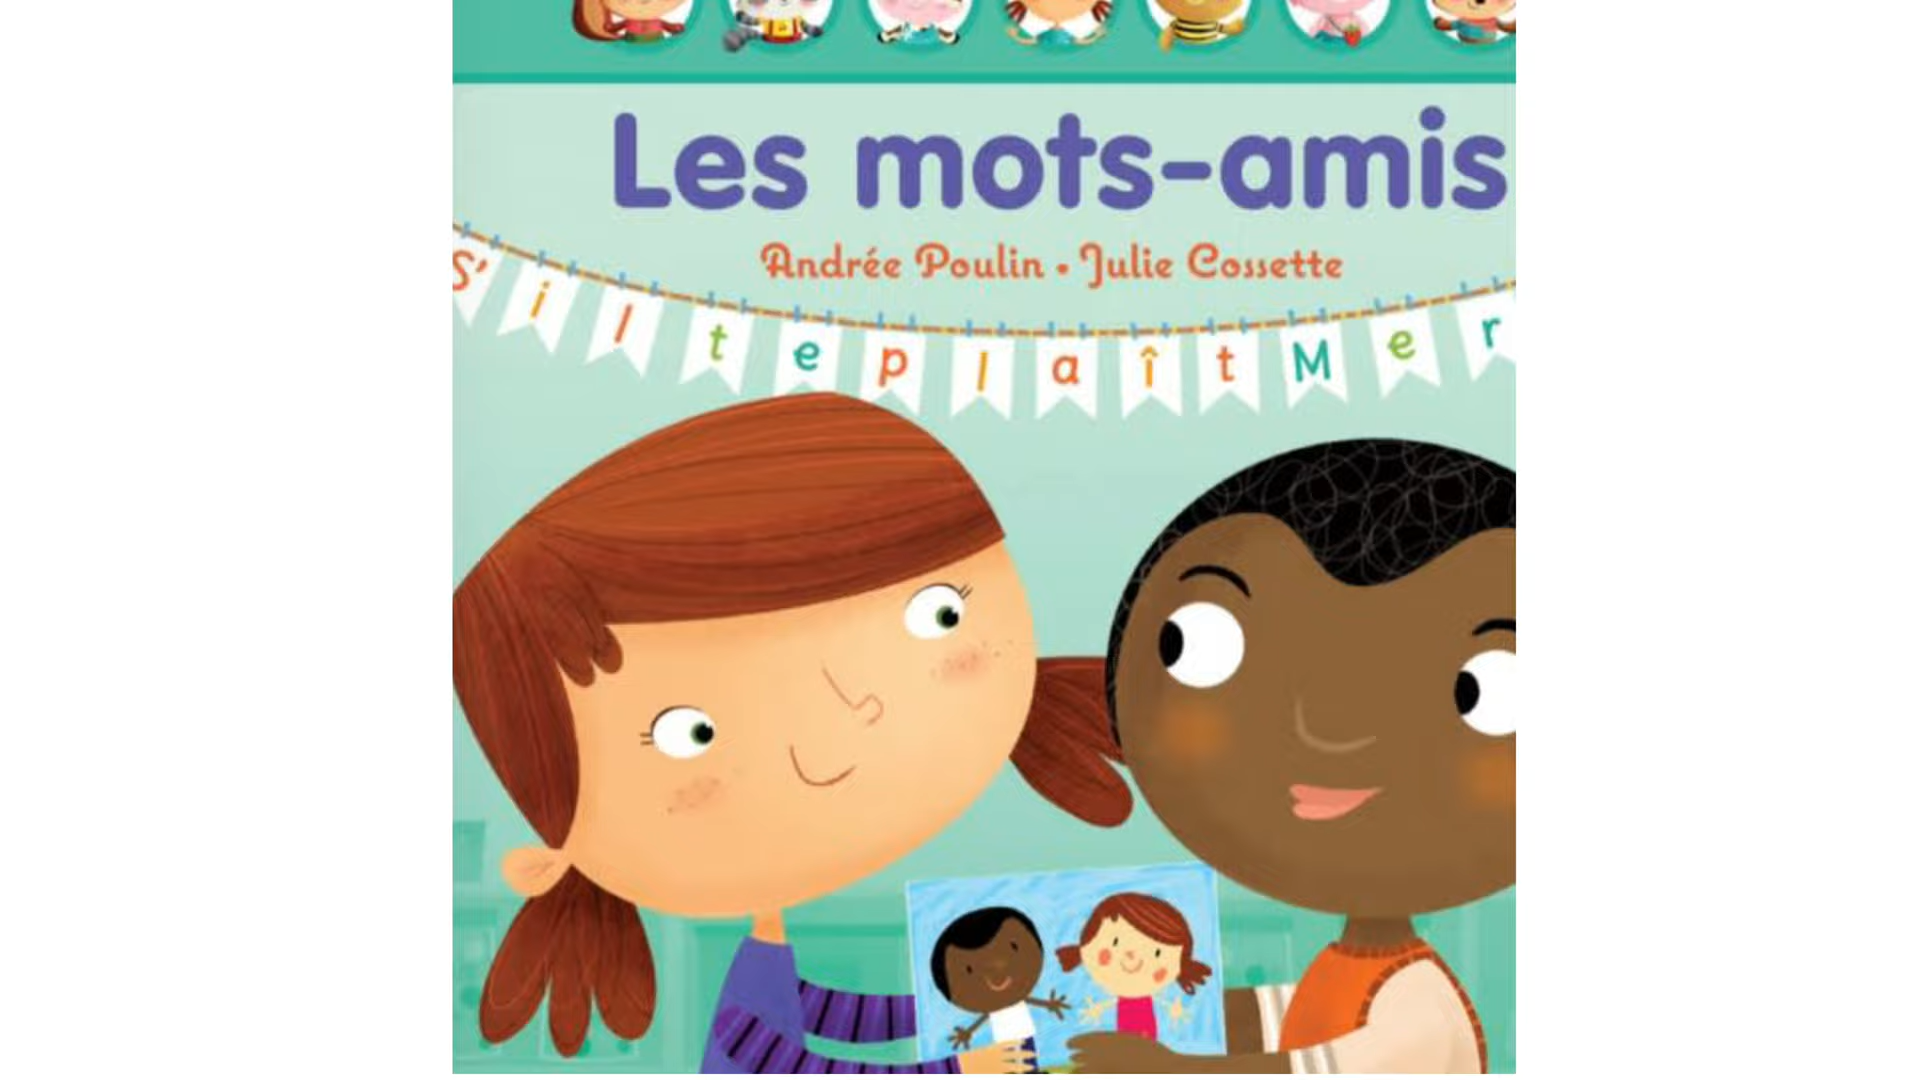 Les mots-amis
Andrée Poulin • Julie Cossette
S'il te plaît Mer